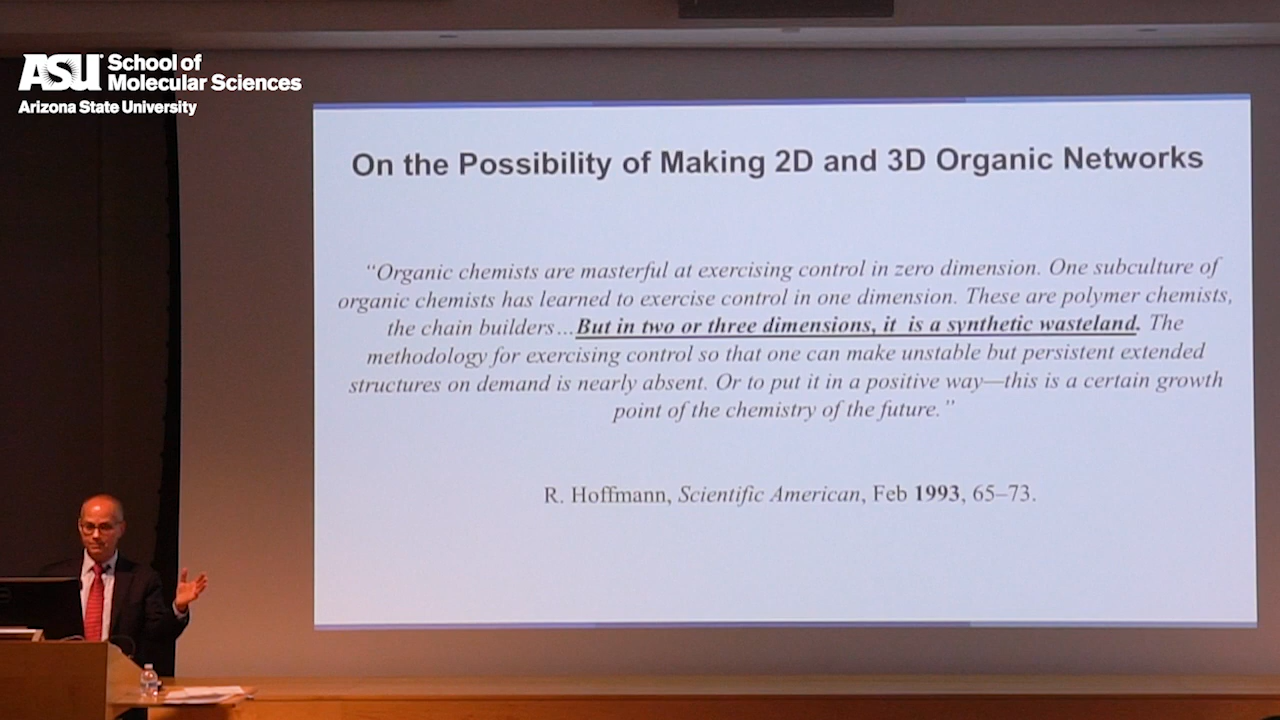 ASU School of
Molecular Sciences
Arizona State University
On the Possibility of Making 2D and 3D Organic Networks
“Organic chemists are masterful at exercising control in zero dimension. One subculture of
organic chemists has learned to exercise control in one dimension. These are polymer chemists,
the chain builders…But in two or three dimensions, it is a synthetic wasteland. The
methodology for exercising control so that one can make unstable but persistent extended
structures on demand is nearly absent. Or to put it in a positive way—this is a certain growth
point of the chemistry of the future.”
R. Hoffmann, Scientific American, Feb 1993, 65–73.